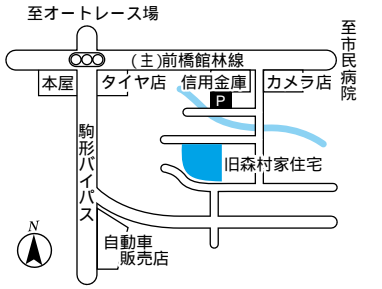 至オートレース場
至市民病院
(主)前橋館林線
本屋
タイヤ店
信用金庫
カメラ店
P
駒形バイパス
旧森村家住宅
自動車
販売店
N